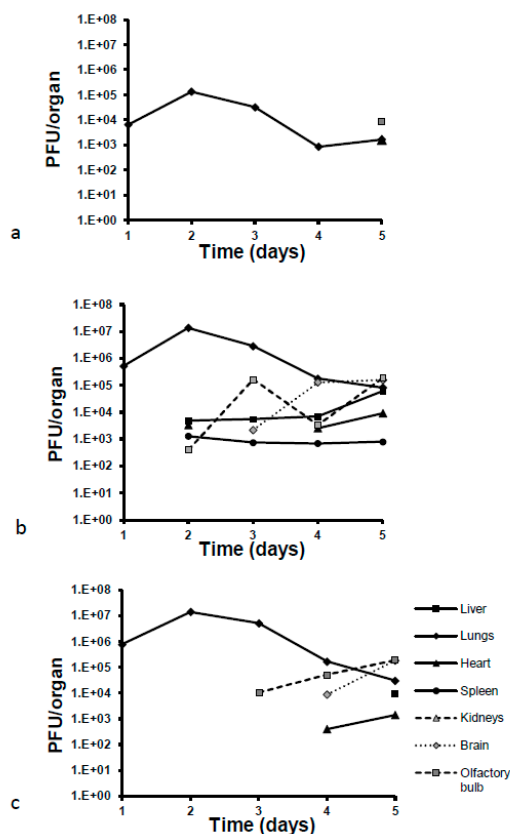 1.E+08
1.E+07
1.E+06
1.E+05
1.E+04
1.E+03
1.E+02
1.E+01
1.E+00
PFU/organ
1 2 3 4 5
Time (days)
a
1.E+08
1.E+07
1.E+06
1.E+05
1.E+04
1.E+03
1.E+02
1.E+01
1.E+00
PFU/organ
1 2 3 4 5
Time (days)
b
1.E+08
1.E+07
1.E+06
1.E+05
1.E+04
1.E+03
1.E+02
1.E+01
1.E+00
PFU/organ
1 2 3 4 5
Time (days)
c
Liver
Lungs
Heart
Spleen
Kidneys
Brain
Olfactory
bulb